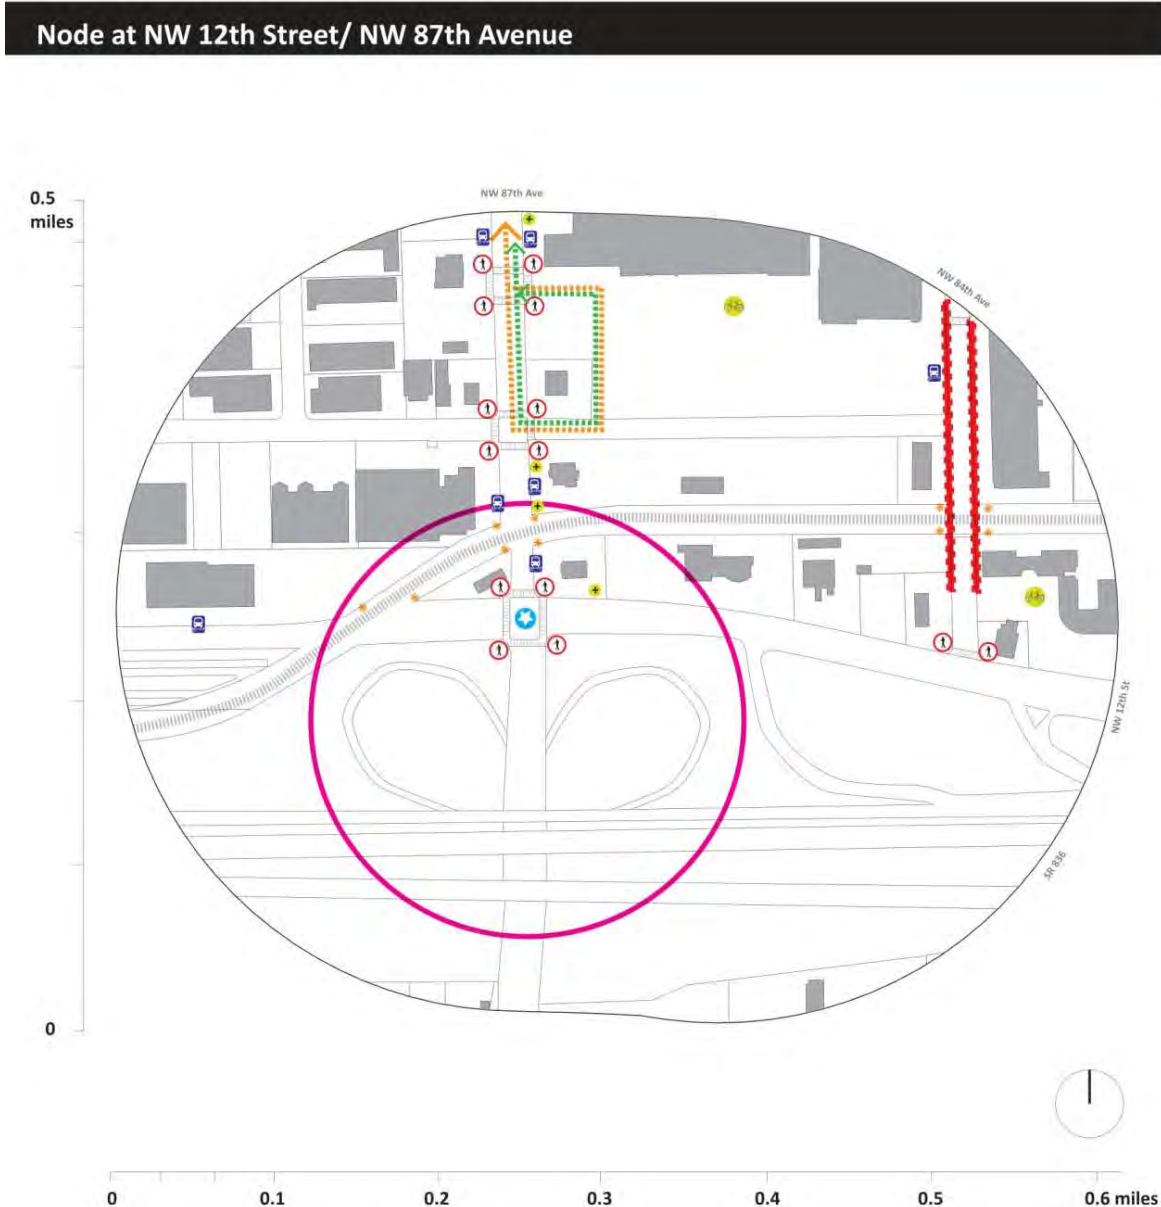 Node at NW 12th Street/ NW 87th Avenue
0.5
miles
NW 87th Ave
NW 84th Ave
NW 12th St
SR 836
0
0 0.1 0.2 0.3 0.4 0.5 0.6 miles